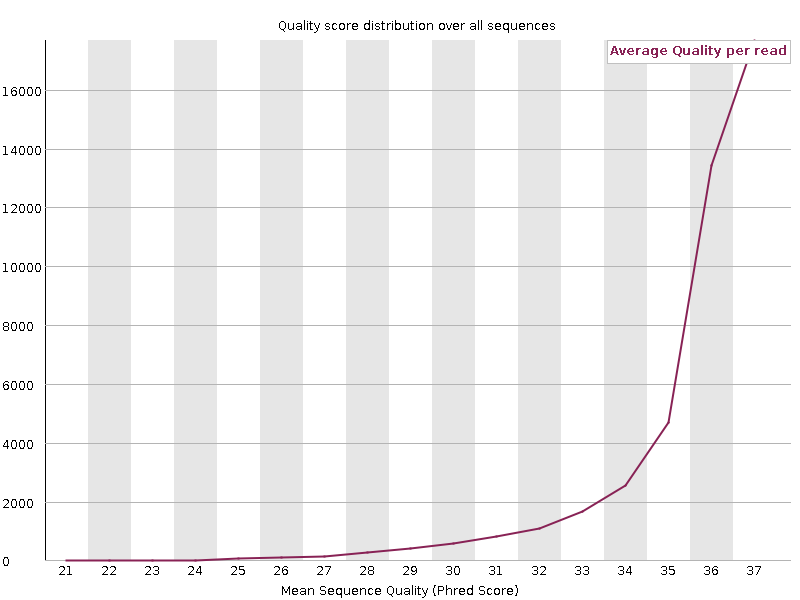 Quality score distribution over all sequences
Average Quality per read
16000
14000
12000
10000
8000
6000
4000
2000
0
21 22 23 24 25 26 27 28 29 30 31 32 33 34 35 36 37
Mean Sequence Quality (Phred Score)